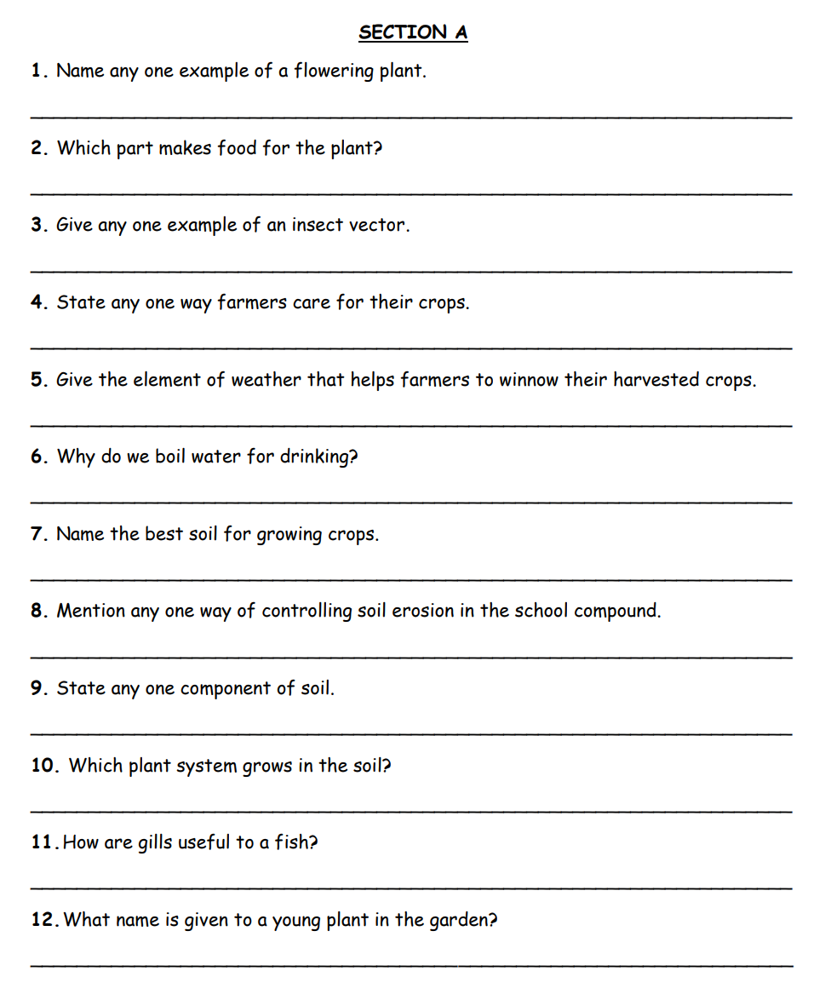 SECTION A
1. Name any one example of a flowering plant.
2. Which part makes food for the plant?
3. Give any one example of an insect vector.
4. State any one way farmers care for their crops.
5. Give the element of weather that helps farmers to winnow their harvested crops.
6. Why do we boil water for drinking?
7. Name the best soil for growing crops.
8. Mention any one way of controlling soil erosion in the school compound.
9. State any one component of soil.
10. Which plant system grows in the soil?
11. How are gills useful to a fish?
12. What name is given to a young plant in the garden?